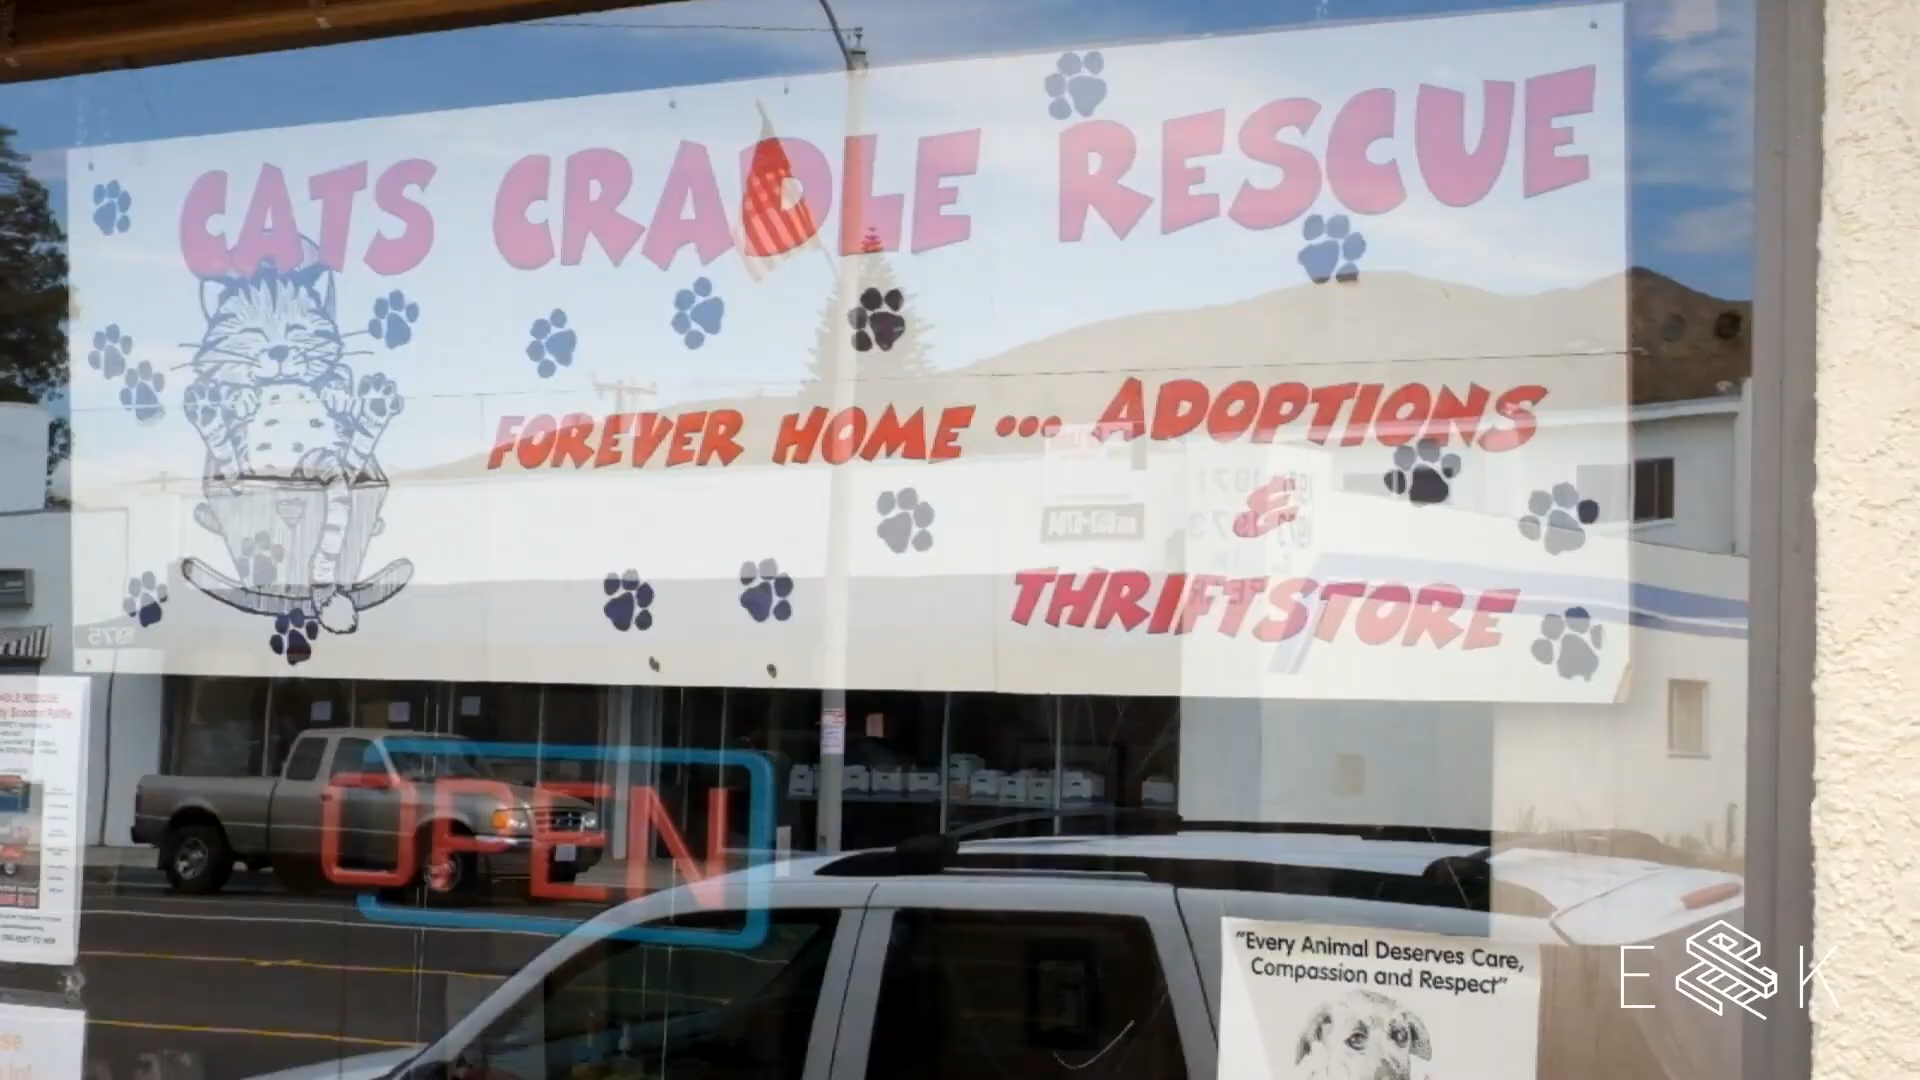 CATS CRADLE RESCUE
FOREVER HOME ... ADOPTIONS
&
THRIFTSTORE
OPEN
"Every Animal Deserves Care,
Compassion and Respect"
E & K